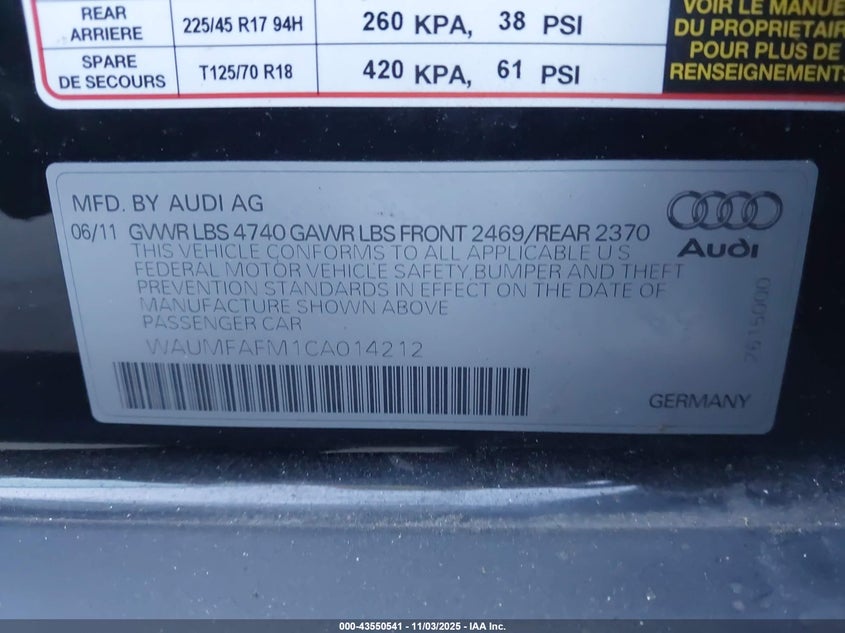 REAR
ARRIERE
225/45 R17 94H
260 KPA, 38 PSI
SPARE
DE SECOURS
T125/70 R18
420 KPA, 61 PSI
VOIR LE MANUEL
DU PROPRIETAIRE
POUR PLUS DE
RENSEIGNEMENTS
MFD. BY AUDI AG
06/11 GVWR LBS 4740 GAWR LBS FRONT 2469/REAR 2370
THIS VEHICLE CONFORMS TO ALL APPLICABLE U S
FEDERAL MOTOR VEHICLE SAFETY, BUMPER AND THEFT
PREVENTION STANDARDS IN EFFECT ON THE DATE OF
MANUFACTURE SHOWN ABOVE
PASSENGER CAR
WAUMFAFM1CA014212
Audi
7615000
GERMANY
000-43550541 - 11/03/2025 - IAA Inc.